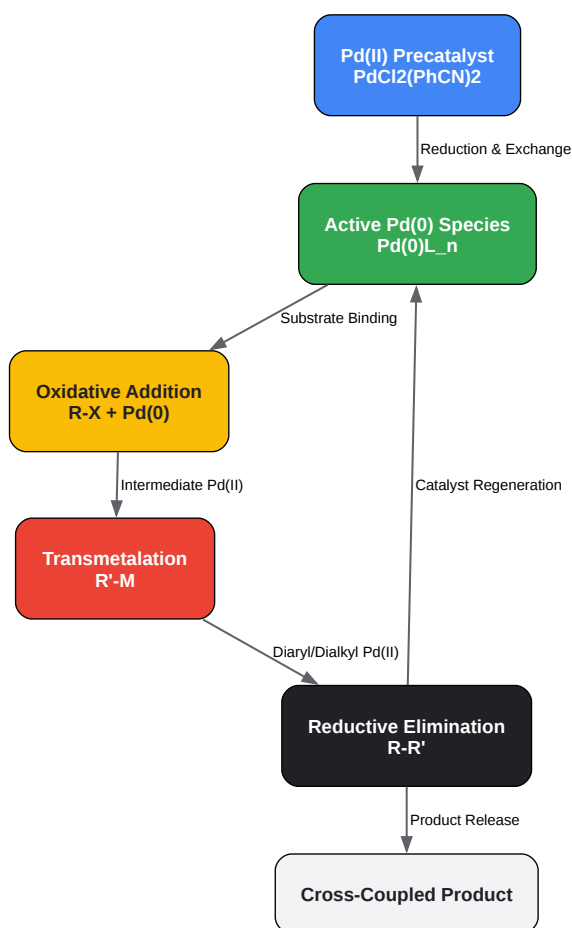 Pd(II) Precatalyst
PdCl2(PhCN)2
Reduction & Exchange
Active Pd(0) Species
Pd(0)L_n
Substrate Binding
Oxidative Addition
R-X + Pd(0)
Intermediate Pd(II)
Catalyst Regeneration
Transmetalation
R'-M
Diaryl/Dialkyl Pd(II)
Reductive Elimination
R-R'
Product Release
Cross-Coupled Product